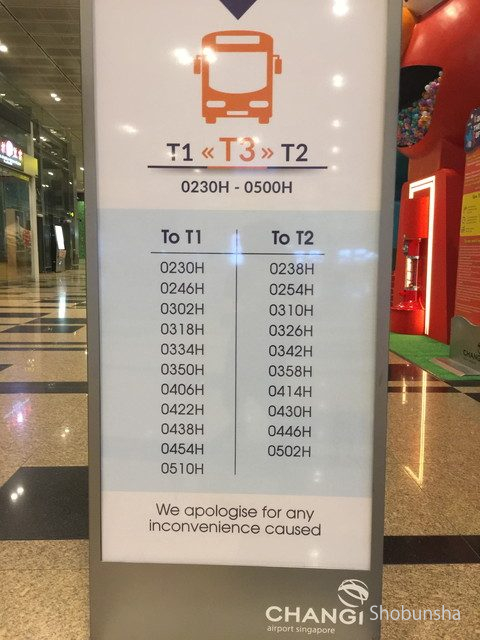 T1 « T3 » T2
0230H - 0500H
To T1 To T2
0230H 0238H
0246H 0254H
0302H 0310H
0318H 0326H
0334H 0342H
0350H 0358H
0406H 0414H
0422H 0430H
0438H 0446H
0454H 0502H
0510H
We apologise for any
inconvenience caused
CHANGI
airport singapore
Shobunsha
CHANG